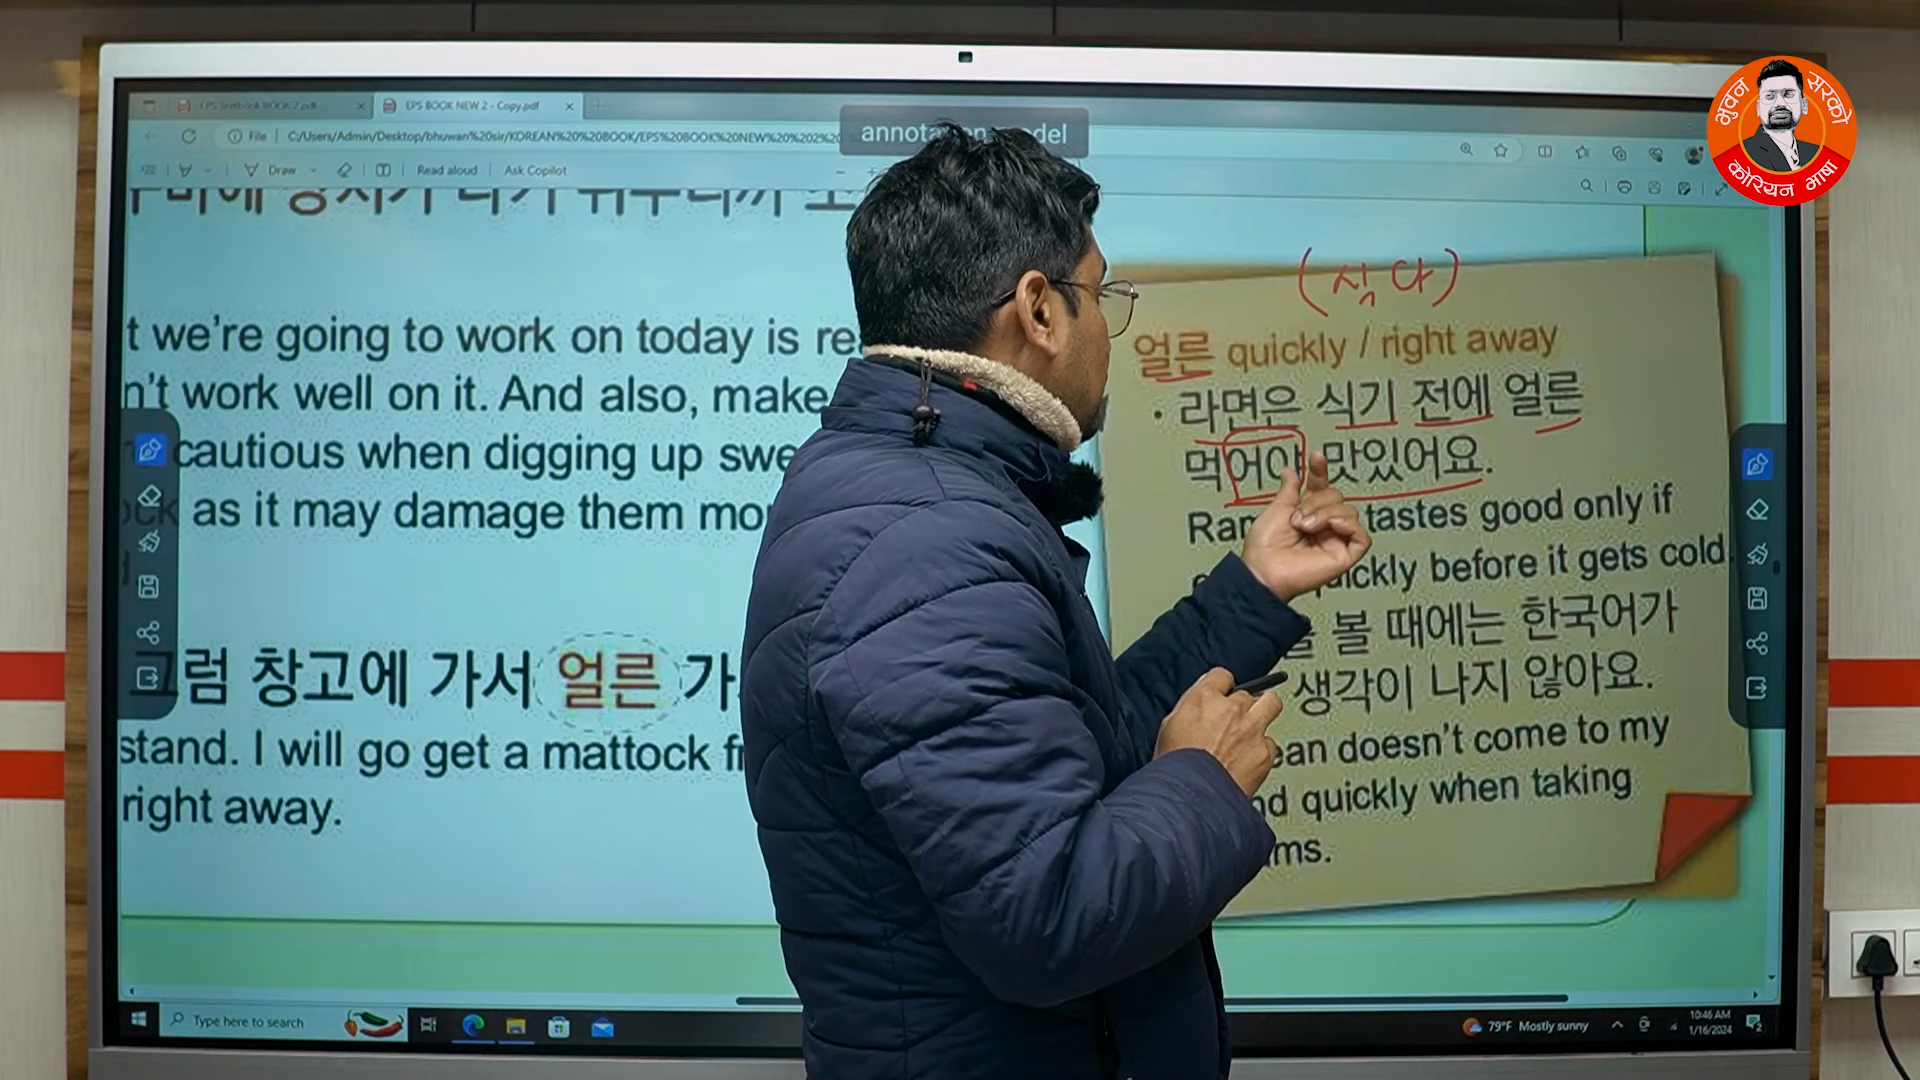 EPS BOOK NEW 2 - Copy.pdf
File
C:/Users/Admin/Desktop/bhuwan%20sir/KOREAN%20%20BOOK/EPS%20BOOK%20NEW%20%202%20
annotation model
Draw
Read aloud
Ask Copilot
t we're going to work on today is re
n't work well on it. And also, make
cautious when digging up swe
ock as it may damage them mo
그럼 창고에 가서 얼른 가
stand. I will go get a mattock fr
right away.
(식다)
얼른 quickly / right away
• 라면은 식기 전에 얼른
먹어야 맛있어요.
tastes good only if
quickly before it gets cold.
볼 때에는 한국어가
생각이 나지 않아요.
ean doesn't come to my
nd quickly when taking
ms.
Type here to search
79°F Mostly sunny
10:46 AM
1/16/2024
भुवन सरको
कोरियन भाषा